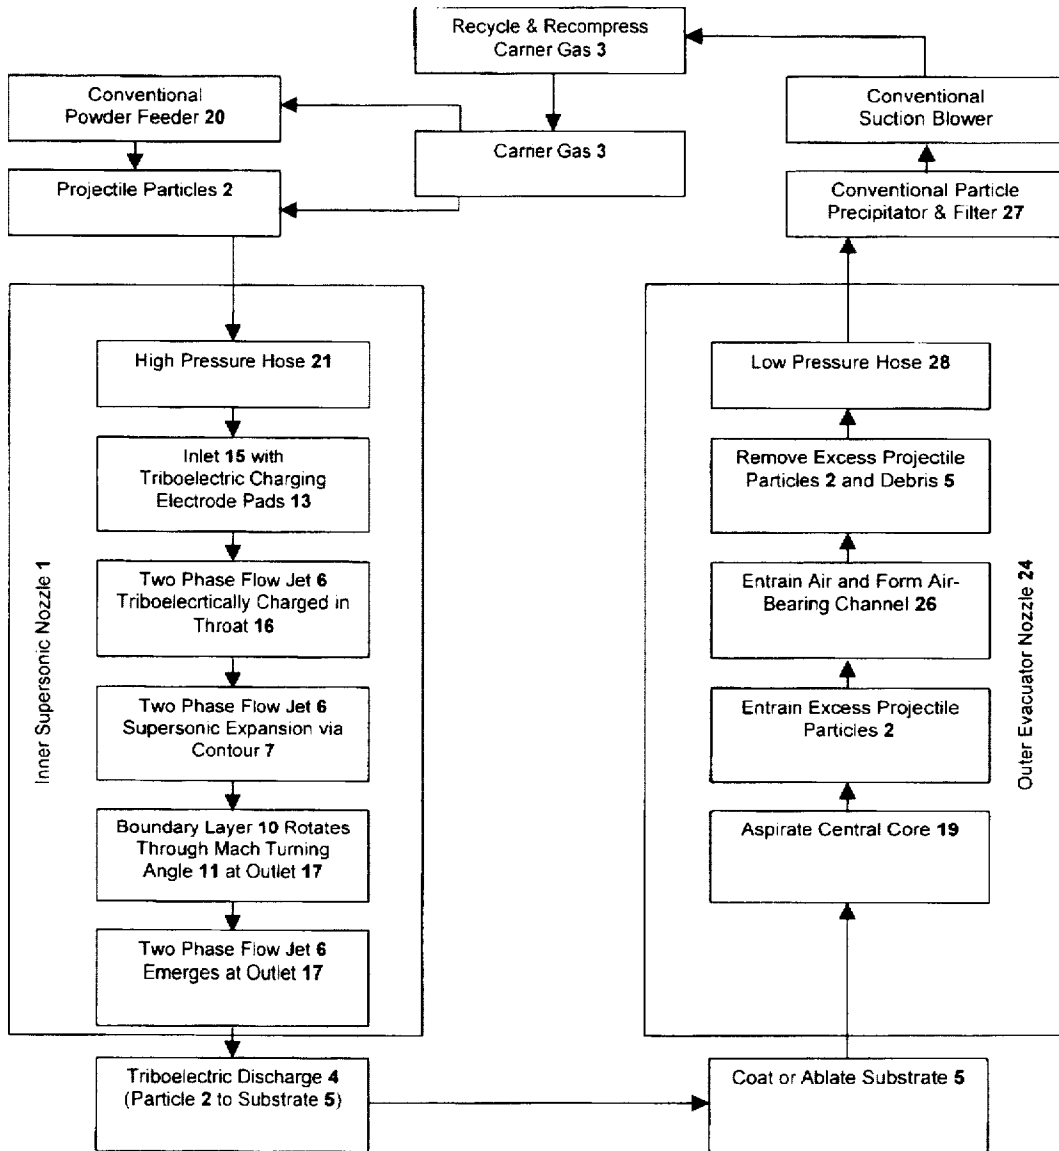 Recycle & Recompress
Carner Gas 3
Conventional
Powder Feeder 20
Carner Gas 3
Projectile Particles 2
Conventional
Suction Blower
Conventional Particle
Precipitator & Filter 27
Inner Supersonic Nozzle 1
High Pressure Hose 21
Inlet 15 with
Triboelectric Charging
Electrode Pads 13
Two Phase Flow Jet 6
Triboelecrtically Charged in
Throat 16
Two Phase Flow Jet 6
Supersonic Expansion via
Contour 7
Boundary Layer 10 Rotates
Through Mach Turning
Angle 11 at Outlet 17
Two Phase Flow Jet 6
Emerges at Outlet 17
Triboelectric Discharge 4
(Particle 2 to Substrate 5)
Low Pressure Hose 28
Remove Excess Projectile
Particles 2 and Debris 5
Entrain Air and Form Air-
Bearing Channel 26
Entrain Excess Projectile
Particles 2
Aspirate Central Core 19
Outer Evacuator Nozzle 24
Coat or Ablate Substrate 5